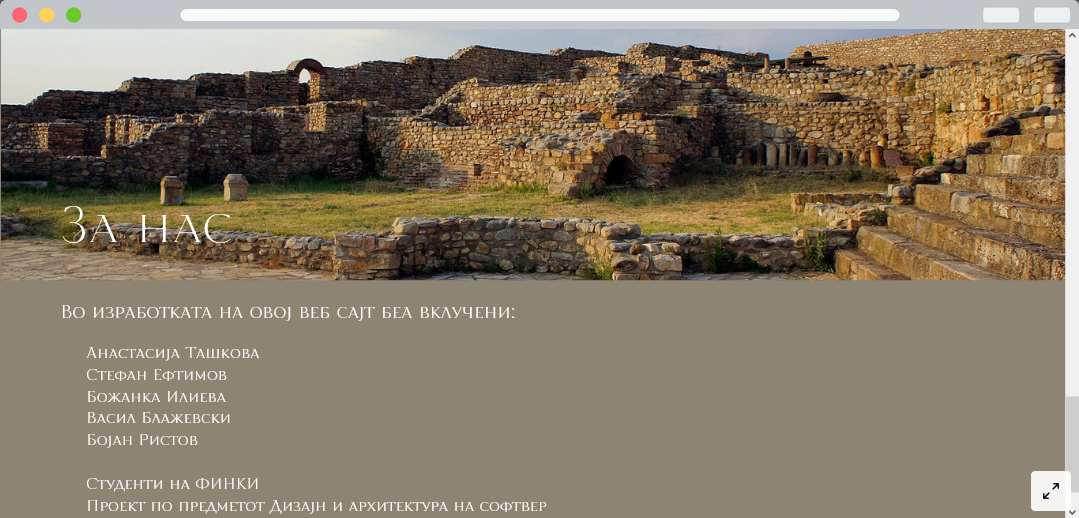 За нас
Во изработката на овој веб сајт беа вклучени:
Анастасија Ташкова
Стефан Ефтимов
Божанка Илиева
Васил Блажевски
Бојан Ристов
Студенти на ФИНКИ
Проект по предметот Дизајн и архитектура на софтвер